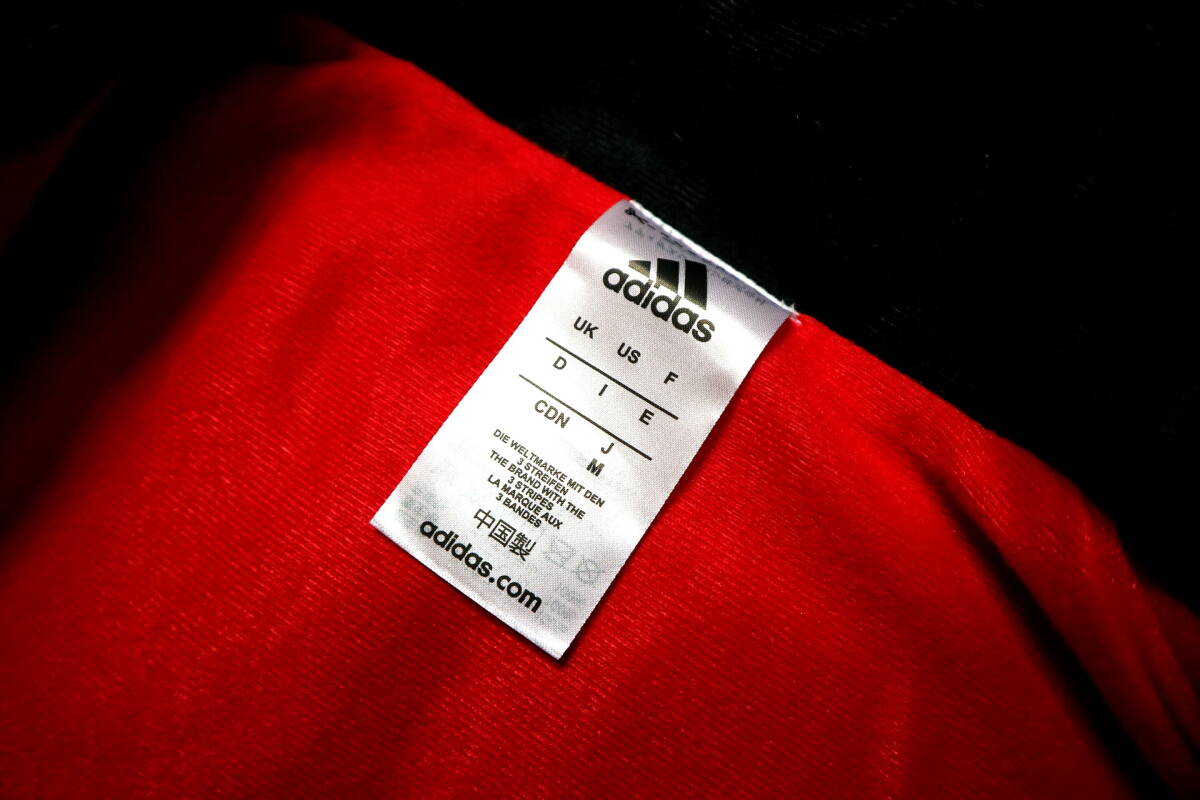 adidas
UK US F
D I E
CDN J
M
DIE WELTMARKE MIT DEN
3 STREIFEN
THE BRAND WITH THE
3 STRIPES
LA MARQUE AUX
3 BANDES
中国製
adidas.com